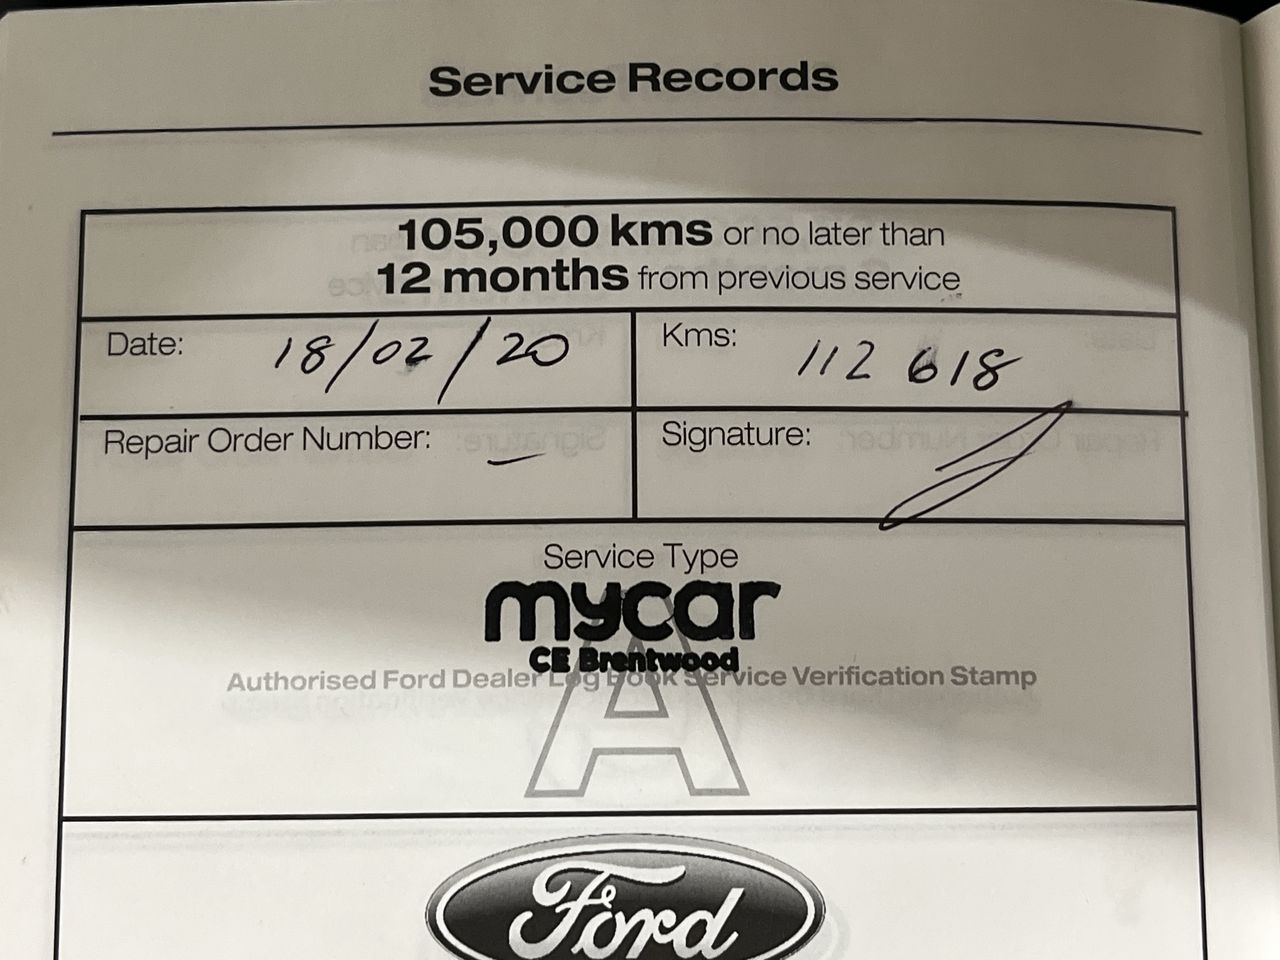 Service Records
105,000 kms or no later than
12 months from previous service
Date: 18/02/20
Kms: 112 618
Repair Order Number: –
Signature:
Service Type
mycar
CE Brentwood
Authorised Ford Dealer Log Book Service Verification Stamp
A
Ford